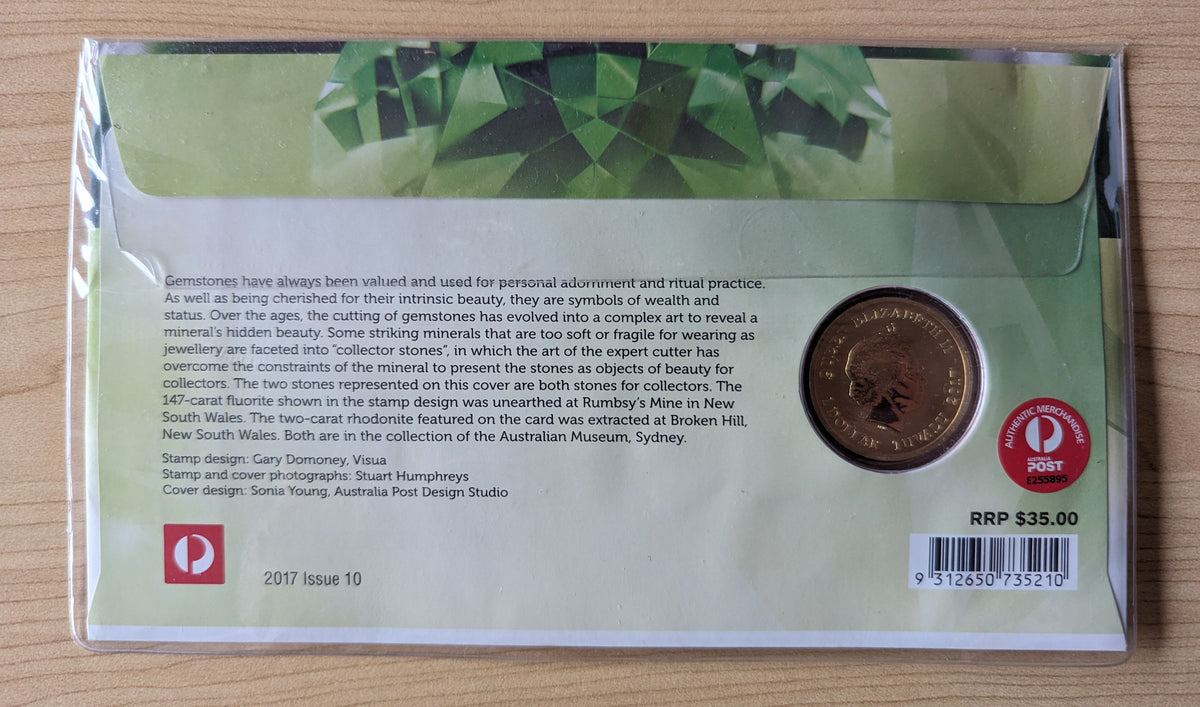 Gemstones have always been valued and used for personal adornment and ritual practice.
As well as being cherished for their intrinsic beauty, they are symbols of wealth and
status. Over the ages, the cutting of gemstones has evolved into a complex art to reveal a
mineral's hidden beauty. Some striking minerals that are too soft or fragile for wearing as
jewellery are faceted into "collector stones", in which the art of the expert cutter has
overcome the constraints of the mineral to present the stones as objects of beauty for
collectors. The two stones represented on this cover are both stones for collectors. The
147-carat fluorite shown in the stamp design was unearthed at Rumbsy's Mine in New
South Wales. The two-carat rhodonite featured on the card was extracted at Broken Hill,
New South Wales. Both are in the collection of the Australian Museum, Sydney.
Stamp design: Gary Domoney, Visua
Stamp and cover photographs: Stuart Humphreys
Cover design: Sonia Young, Australia Post Design Studio
2017 Issue 10
QUEEN ELIZABETH II
1 DOLLAR TUVALU 2017
AUTHENTIC MERCHANDISE
AUSTRALIA
POST
E255895
RRP $35.00
9 312650 735210